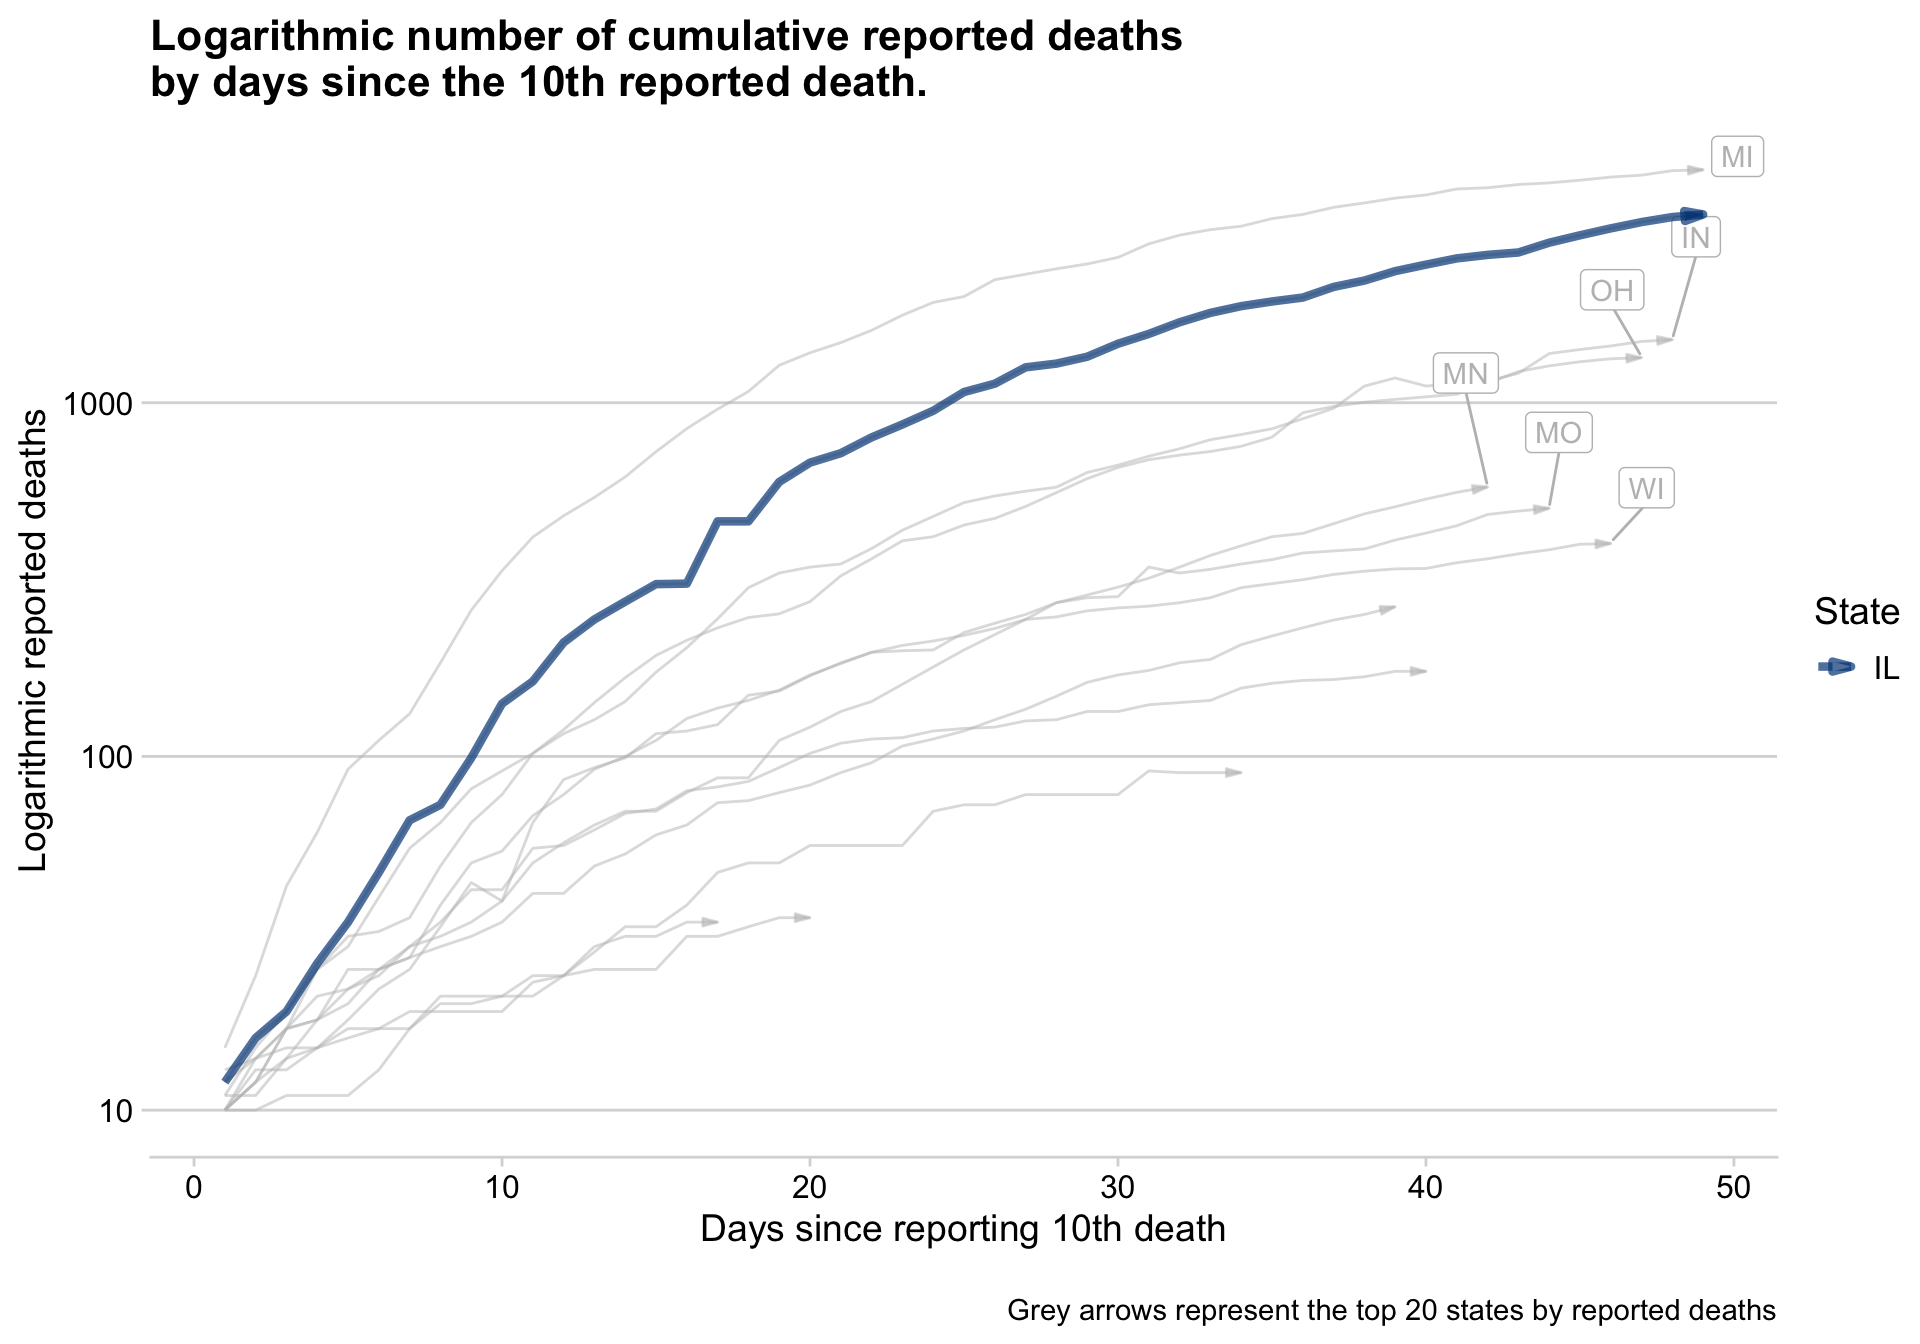 Logarithmic number of cumulative reported deaths
by days since the 10th reported death.
MI
IN
OH
MN
MO
WI
1000
100
10
Logarithmic reported deaths
0 10 20 30 40 50
Days since reporting 10th death
State
IL
Grey arrows represent the top 20 states by reported deaths